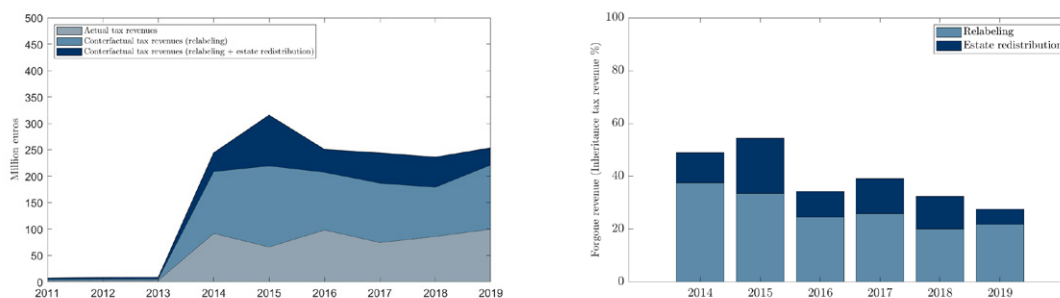 500
450
400
350
300
250
200
150
100
50
0
Million euros
Actual tax revenues
Conterfactual tax revenues (relabeling)
Conterfactual tax revenues (relabeling + estate redistribution)
2011 2012 2013 2014 2015 2016 2017 2018 2019
100
80
60
40
20
0
Forgone revenue (Inheritance tax revenue %)
Relabeling
Estate redistribution
2014 2015 2016 2017 2018 2019